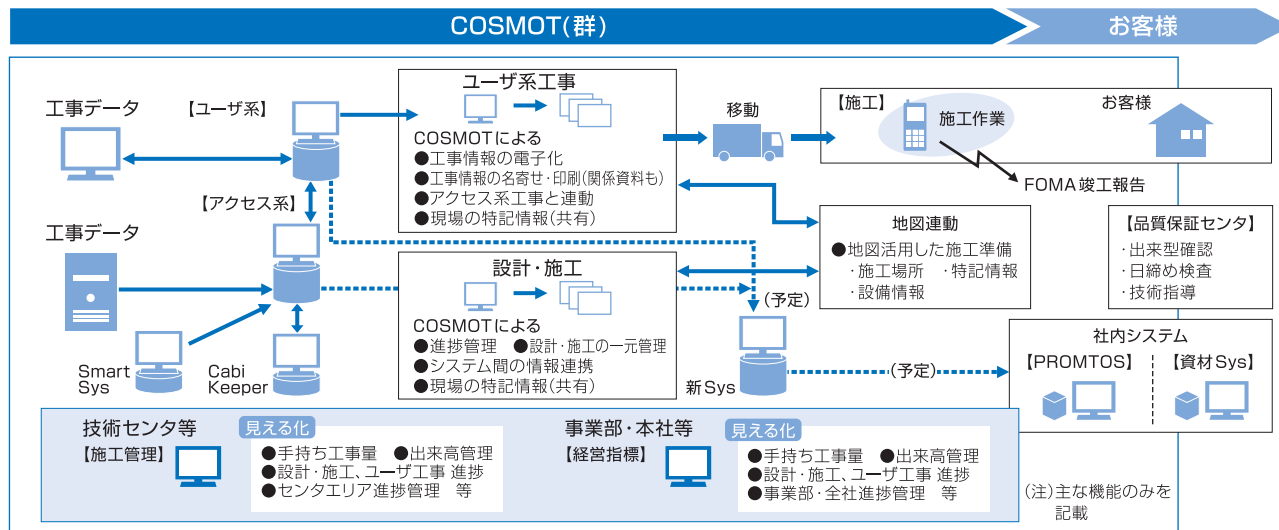 COSMOT(群)
お客様
工事データ
【ユーザ系】
ユーザ系工事
COSMOTによる
●工事情報の電子化
●工事情報の名寄せ・印刷(関係資料も)
●アクセス系工事と連動
●現場の特記情報(共有)
移動
【施工】
施工作業
お客様
FOMA竣工報告
【アクセス系】
工事データ
地図連動
●地図活用した施工準備
・施工場所 ・特記情報
・設備情報
【品質保証センタ】
・出来型確認
・日締め検査
・技術指導
設計・施工
COSMOTによる
●進捗管理 ●設計・施工の一元管理
●システム間の情報連携
●現場の特記情報(共有)
(予定)
Smart
Sys
Cabi
Keeper
新Sys
(予定)
社内システム
【PROMTOS】
【資材Sys】
技術センタ等
【施工管理】
見える化
●手持ち工事量 ●出来高管理
●設計・施工、ユーザ工事 進捗
●センタエリア進捗管理 等
事業部・本社等
【経営指標】
見える化
●手持ち工事量 ●出来高管理
●設計・施工、ユーザ工事 進捗
●事業部・全社進捗管理 等
(注)主な機能のみを
記載